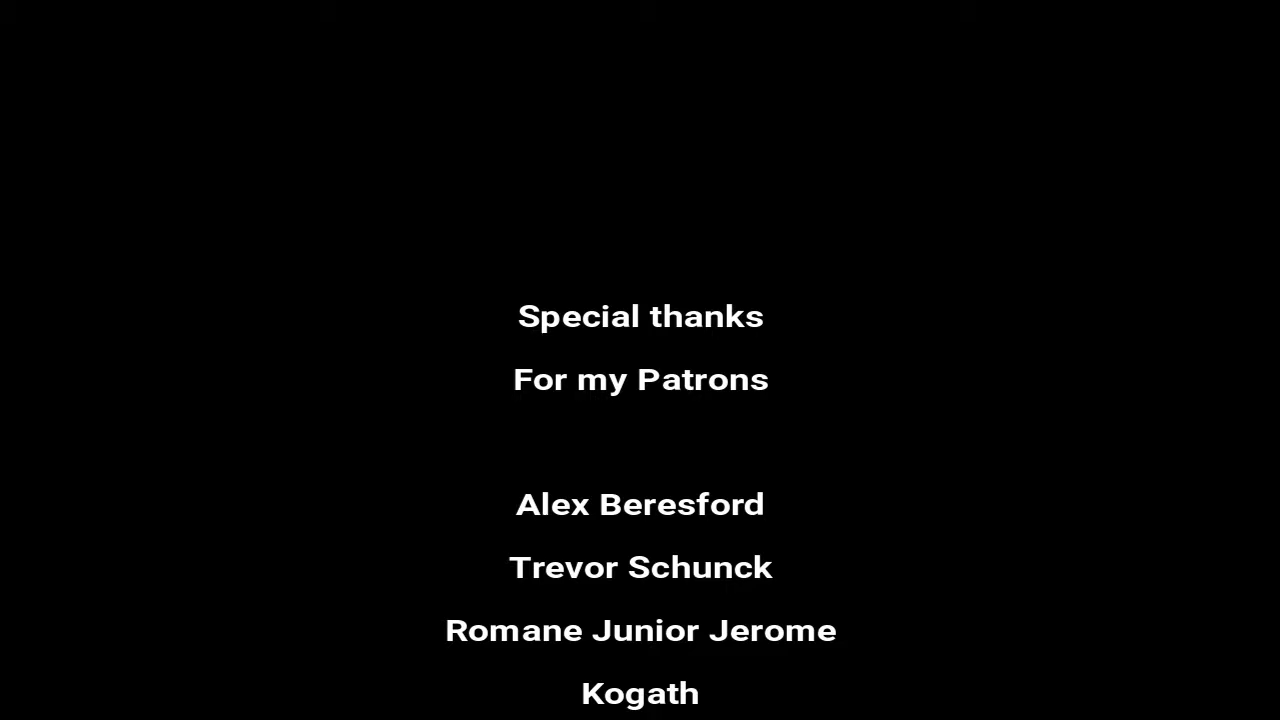 Special thanks
For my Patrons
Alex Beresford
Trevor Schunck
Romane Junior Jerome
Kogath